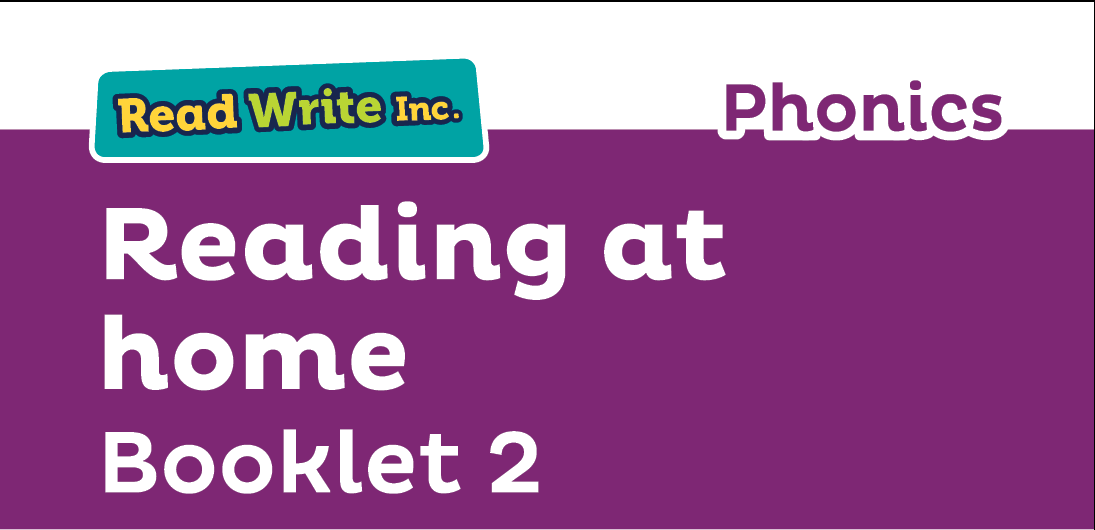 Read Write Inc.
Phonics
Reading at
home
Booklet 2